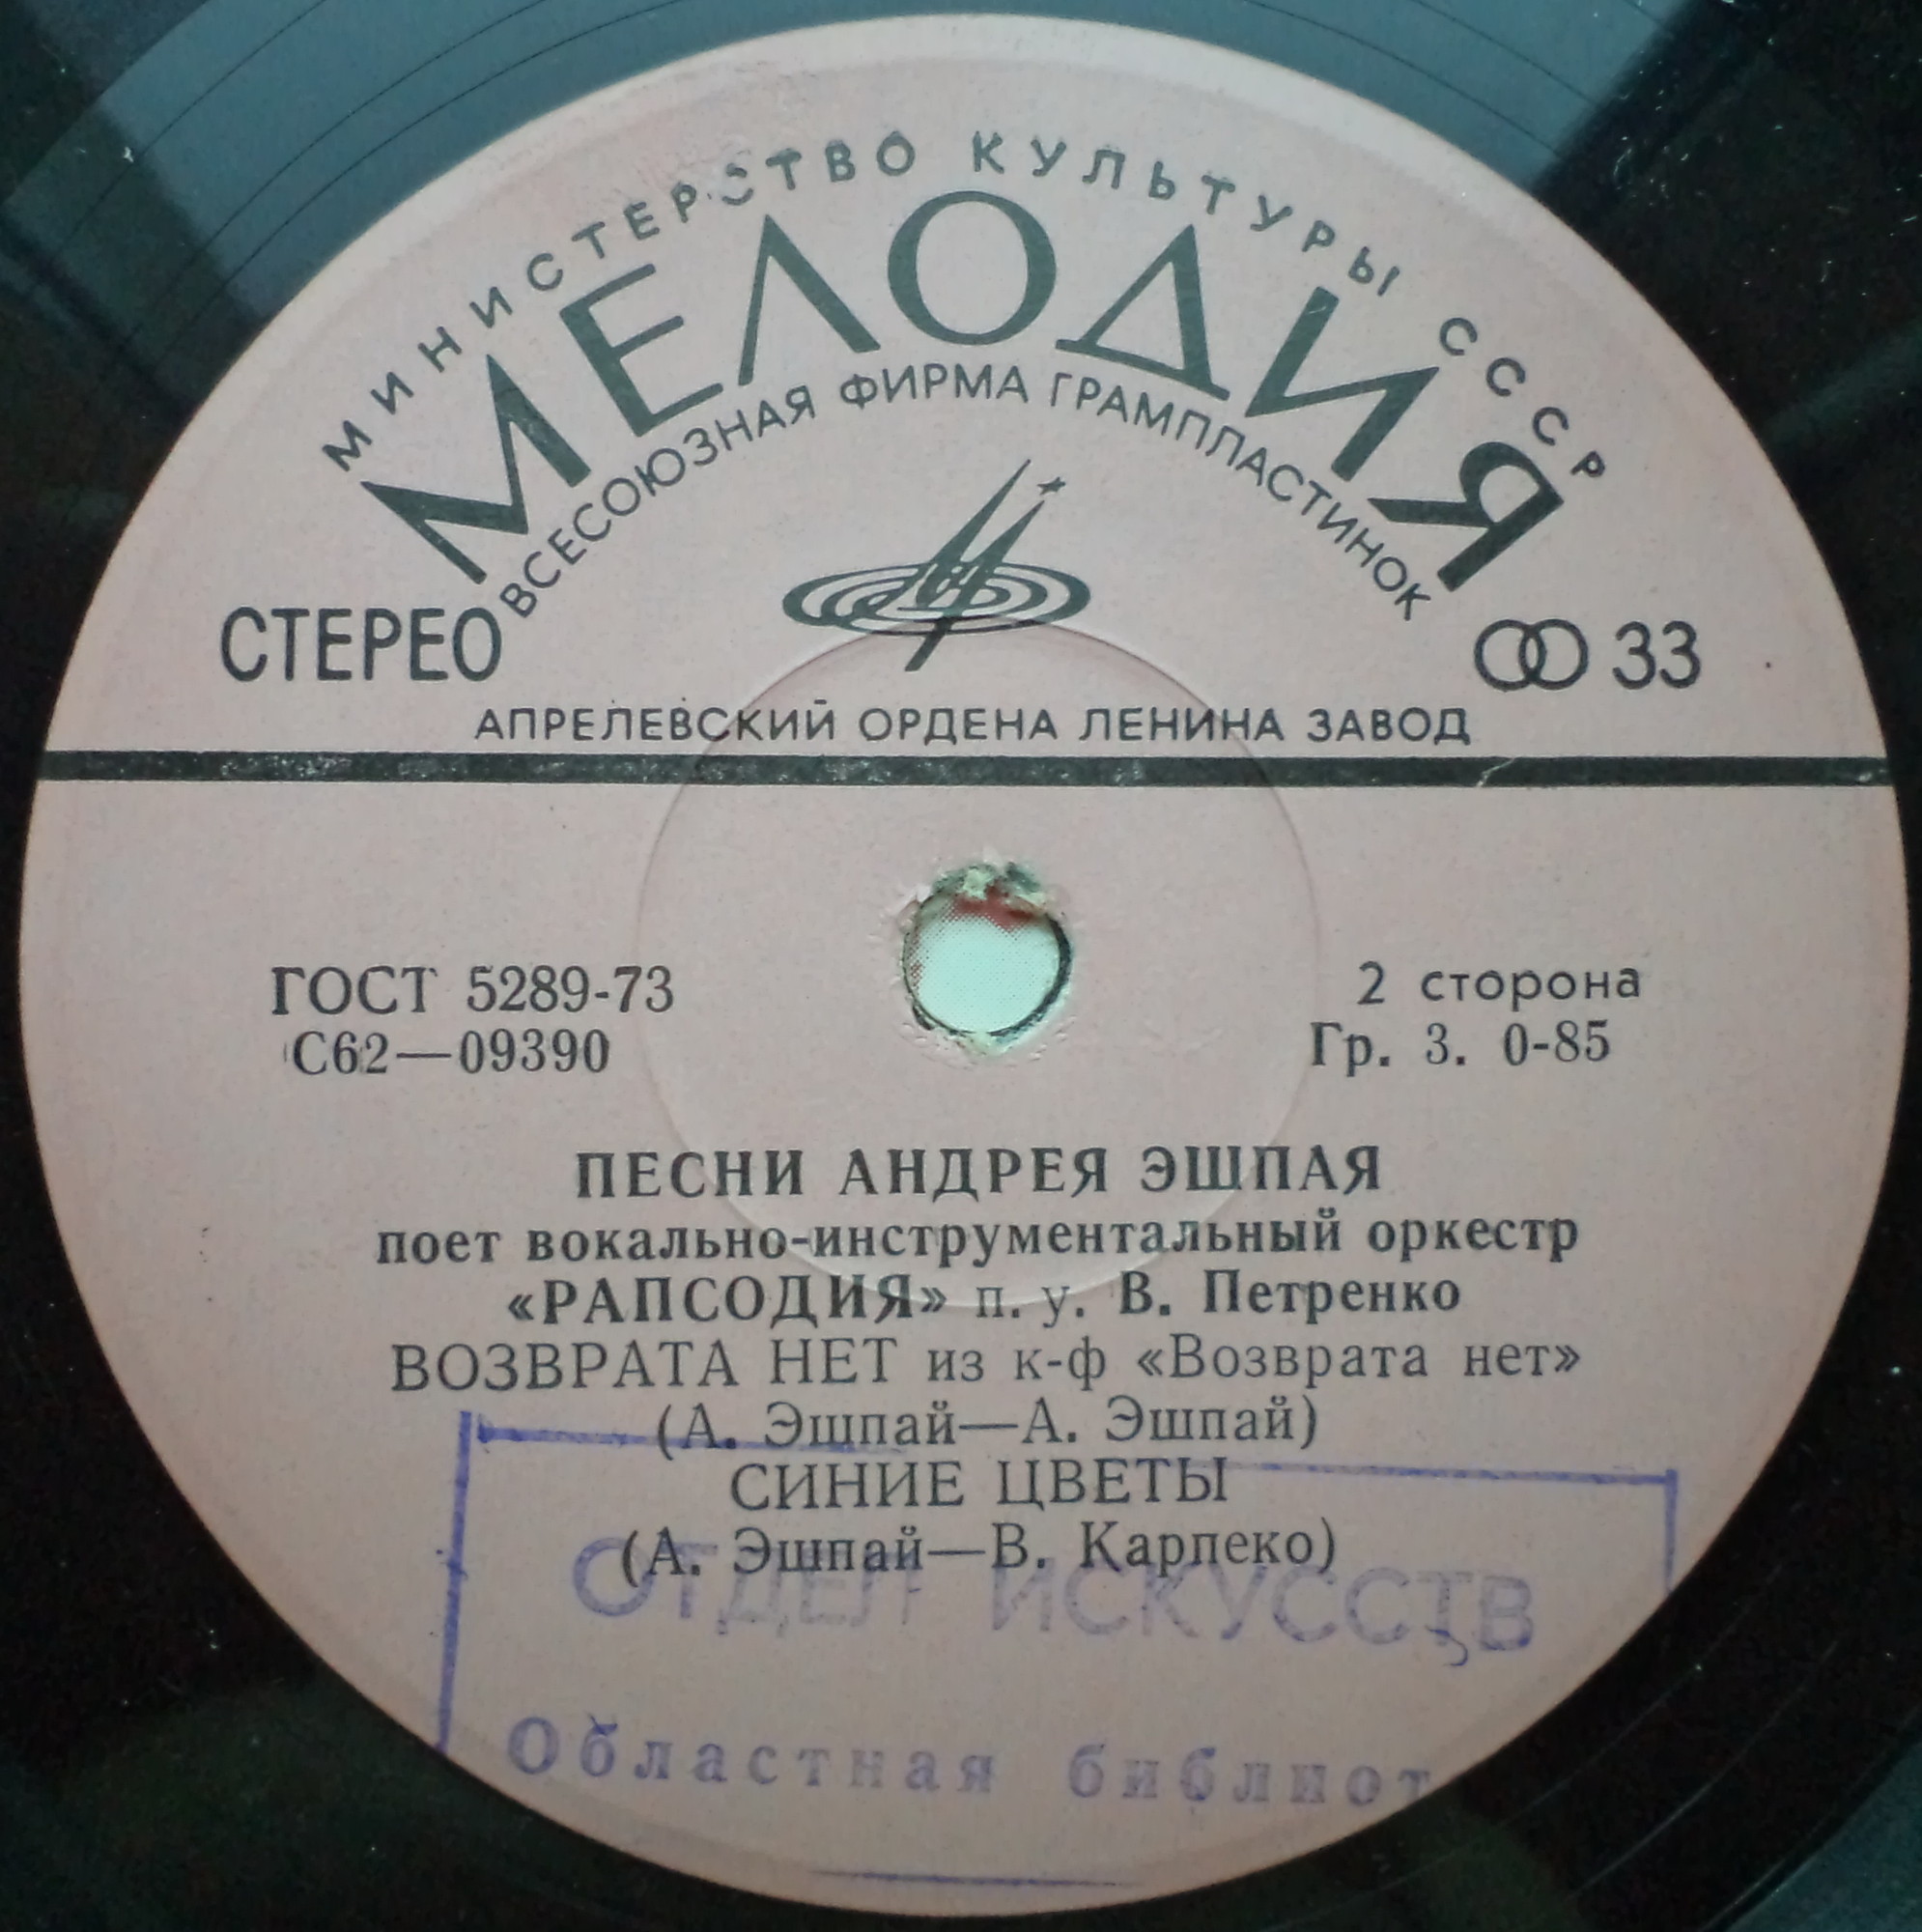 МИНИСТЕРСТВО КУЛЬТУРЫ СССР
МЕЛОДИЯ
ВСЕСОЮЗНАЯ ФИРМА ГРАМПЛАСТИНОК
СТЕРЕО
33
АПРЕЛЕВСКИЙ ОРДЕНА ЛЕНИНА ЗАВОД
ГОСТ 5289-73
2 сторона
С62—09390
Гр. 3. 0-85
ПЕСНИ АНДРЕЯ ЭШПАЯ
поет вокально-инструментальный оркестр
«РАПСОДИЯ» п. у. В. Петренко
ВОЗВРАТА НЕТ из к-ф «Возврата нет»
(А. Эшпай—А. Эшпай)
СИНИЕ ЦВЕТЫ
(А. Эшпай—В. Карпеко)
ОТДЕЛ ИСКУССТВ
Областная библиот